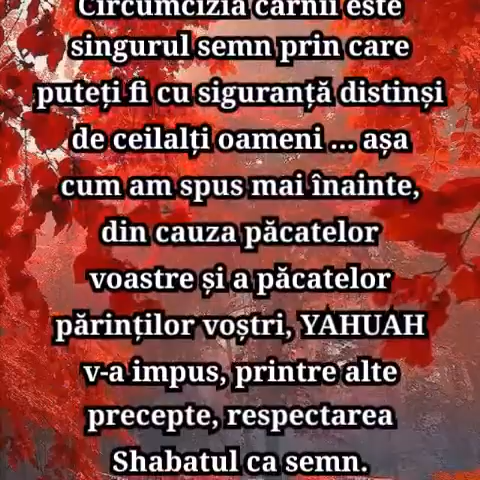 Circumcizia cărnii este
singurul semn prin care
puteți fi cu siguranță distinși
de ceilalți oameni ... așa
cum am spus mai înainte,
din cauza păcatelor
voastre și a păcatelor
părinților voștri, YAHUAH
v-a impus, printre alte
precepte, respectarea
Shabatul ca semn.